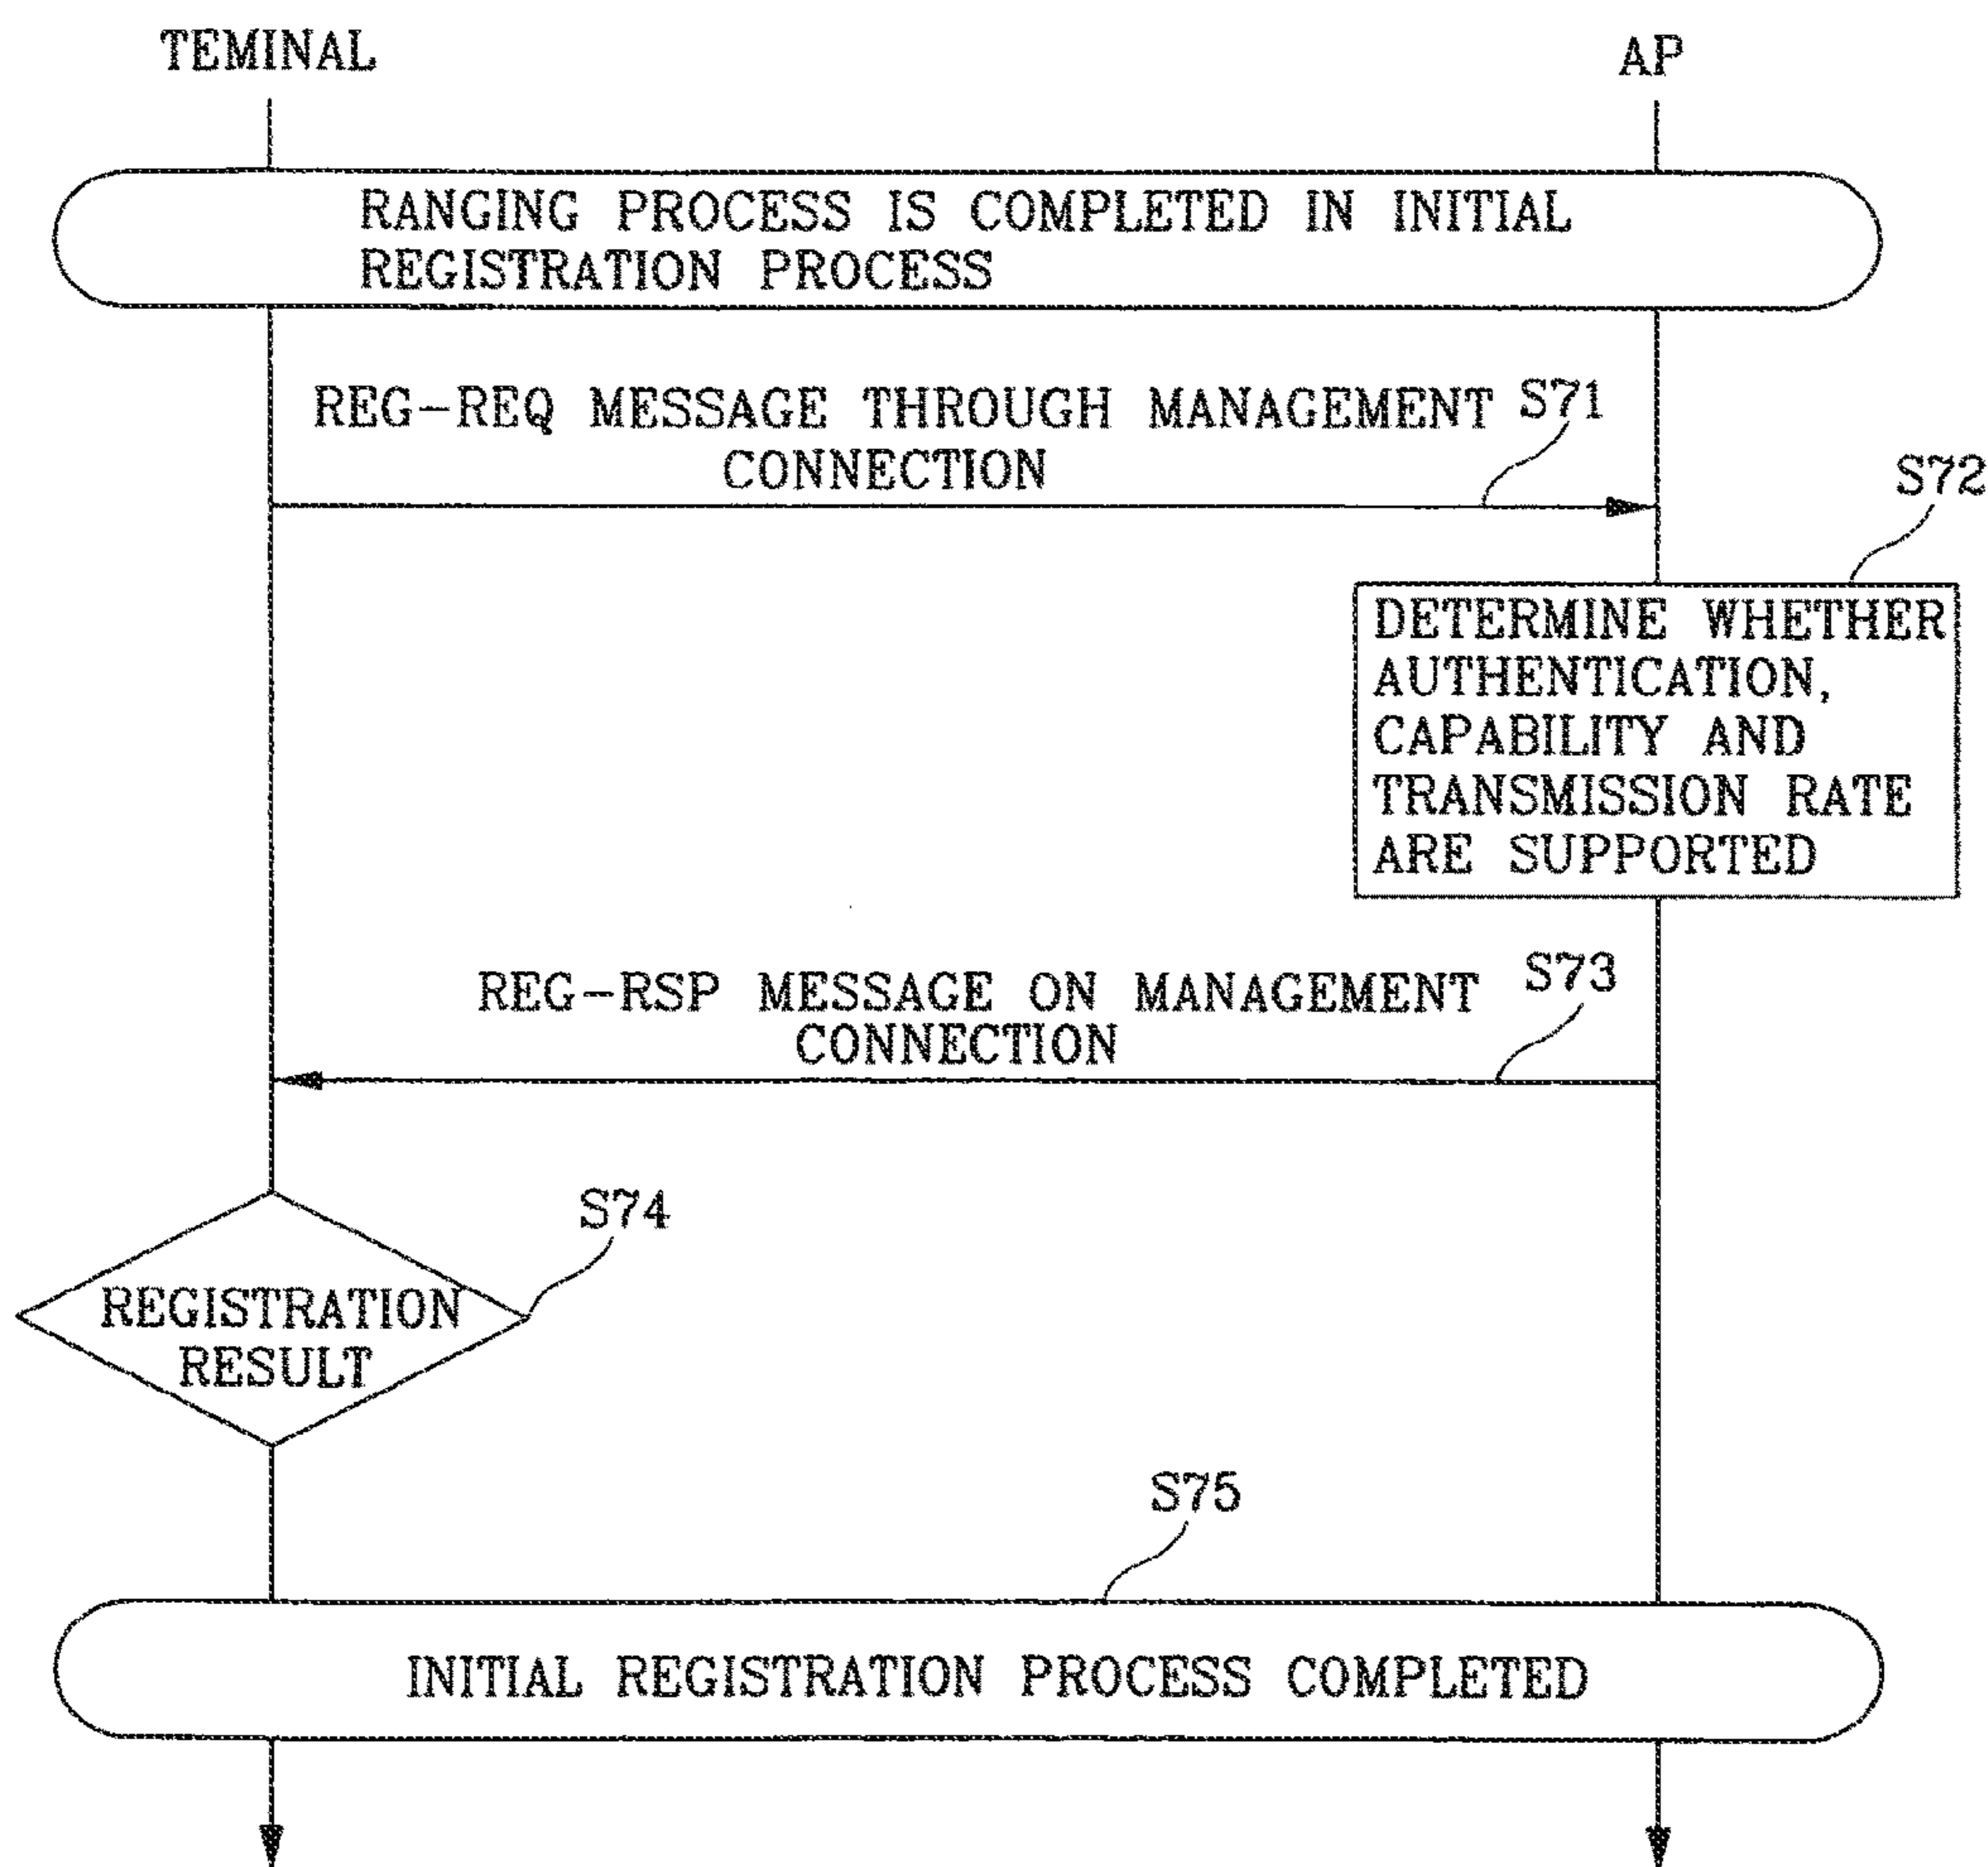 TEMINAL
AP
RANGING PROCESS IS COMPLETED IN INITIAL
REGISTRATION PROCESS
REG-REQ MESSAGE THROUGH MANAGEMENT
CONNECTION
S71
S72
DETERMINE WHETHER
AUTHENTICATION,
CAPABILITY AND
TRANSMISSION RATE
ARE SUPPORTED
REG-RSP MESSAGE ON MANAGEMENT
CONNECTION
S73
S74
REGISTRATION
RESULT
S75
INITIAL REGISTRATION PROCESS COMPLETED